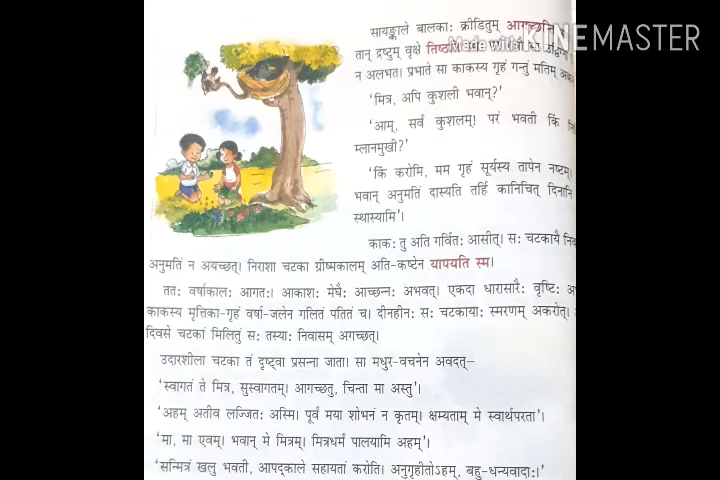 सायङ्काले बालकाः क्रीडितुम् आगच्छन्ति
Made with KINEMASTER
तान् द्रष्टुम् वृक्षे तिष्ठति
न अलभत। प्रभाते सा काकस्य गृहं गन्तुं मतिम्
‘मित्र, अपि कुशली भवान्?’
‘आम्, सर्वं कुशलम्! परं भवती किं
म्लानमुखी?’
‘किं करोमि, मम गृहं सूर्यस्य तापेन नष्टम्।
भवान् अनुमतिं दास्यति तर्हि कानिचित् दिनानि
स्थास्यामि’।
काकः तु अति गर्वितः आसीत्। सः चटकायै
अनुमतिं न अयच्छत्। निराशा चटका ग्रीष्मकालम् अति-कष्टेन यापयति स्म।
ततः वर्षाकालः आगतः। आकाशः मेघैः आच्छन्नः अभवत्। एकदा धारासारैः वृष्टिः
काकस्य मृत्तिका-गृहं वर्षा-जलेन गलितं पतितं च। दीनहीनः सः चटकायाः स्मरणम् अकरोत्।
दिवसे चटकां मिलितुं सः तस्याः निवासम् अगच्छत्।
उदारशीला चटका तं दृष्ट्वा प्रसन्ना जाता। सा मधुर-वचनेन अवदत्–
‘स्वागतं ते मित्र, सुस्वागतम्। आगच्छतु, चिन्ता मा अस्तु’।
‘अहम् अतीव लज्जितः अस्मि। पूर्वं मया शोभनं न कृतम्। क्षम्यताम् मे स्वार्थपरता’।
‘मा, मा एवम्। भवान् मे मित्रम्। मित्रधर्मं पालयामि अहम्’।
‘सन्मित्रं खलु भवती, आपद्काले सहायतां करोति। अनुगृहीतोऽहम्, बहु-धन्यवादाः।’